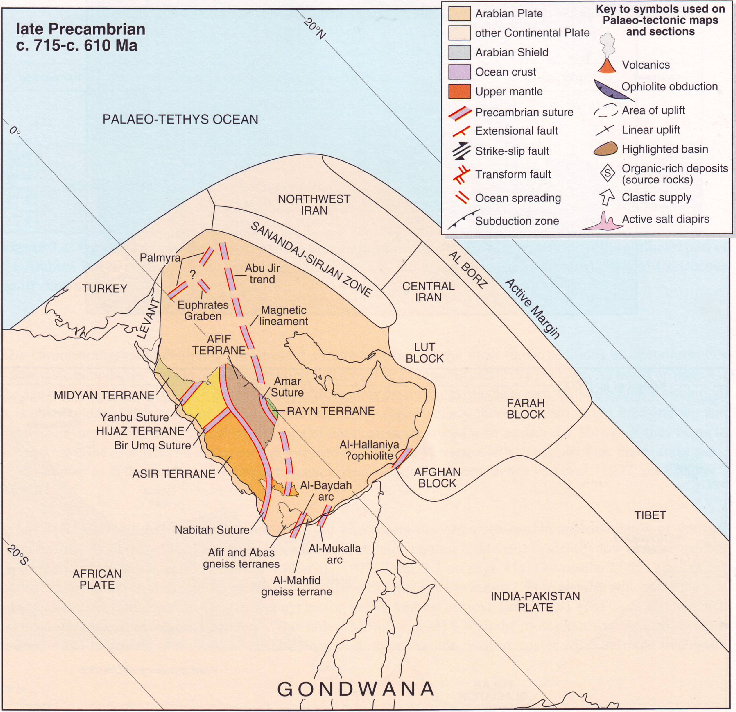 late Precambrian
c. 715-c. 610 Ma
20°N
0°
PALAEO-TETHYS OCEAN
Arabian Plate
other Continental Plate
Arabian Shield
Ocean crust
Upper mantle
Precambrian suture
Extensional fault
Strike-slip fault
Transform fault
Ocean spreading
Subduction zone
Key to symbols used on
Palaeo-tectonic maps
and sections
Volcanics
Ophiolite obduction
Area of uplift
Linear uplift
Highlighted basin
S
Organic-rich deposits
(source rocks)
Clastic supply
Active salt diapirs
NORTHWEST
IRAN
SANANDAJ-SIRJAN ZONE
AL BORZ
Active Margin
CENTRAL
IRAN
TURKEY
LEVANT
Palmyra
?
Abu Jir
trend
Euphrates
Graben
Magnetic
lineament
AFIF
TERRANE
LUT
BLOCK
Amar
Suture
MIDYAN TERRANE
RAYN TERRANE
FARAH
BLOCK
Yanbu Suture
HIJAZ TERRANE
Bir Umq Suture
Al-Hallaniya
?ophiolite
ASIR TERRANE
AFGHAN
BLOCK
Al-Baydah
arc
TIBET
Nabitah Suture
Afif and Abas
gneiss terranes
Al-Mukalla
arc
Al-Mahfid
gneiss terrane
20°S
AFRICAN
PLATE
INDIA-PAKISTAN
PLATE
GONDWANA